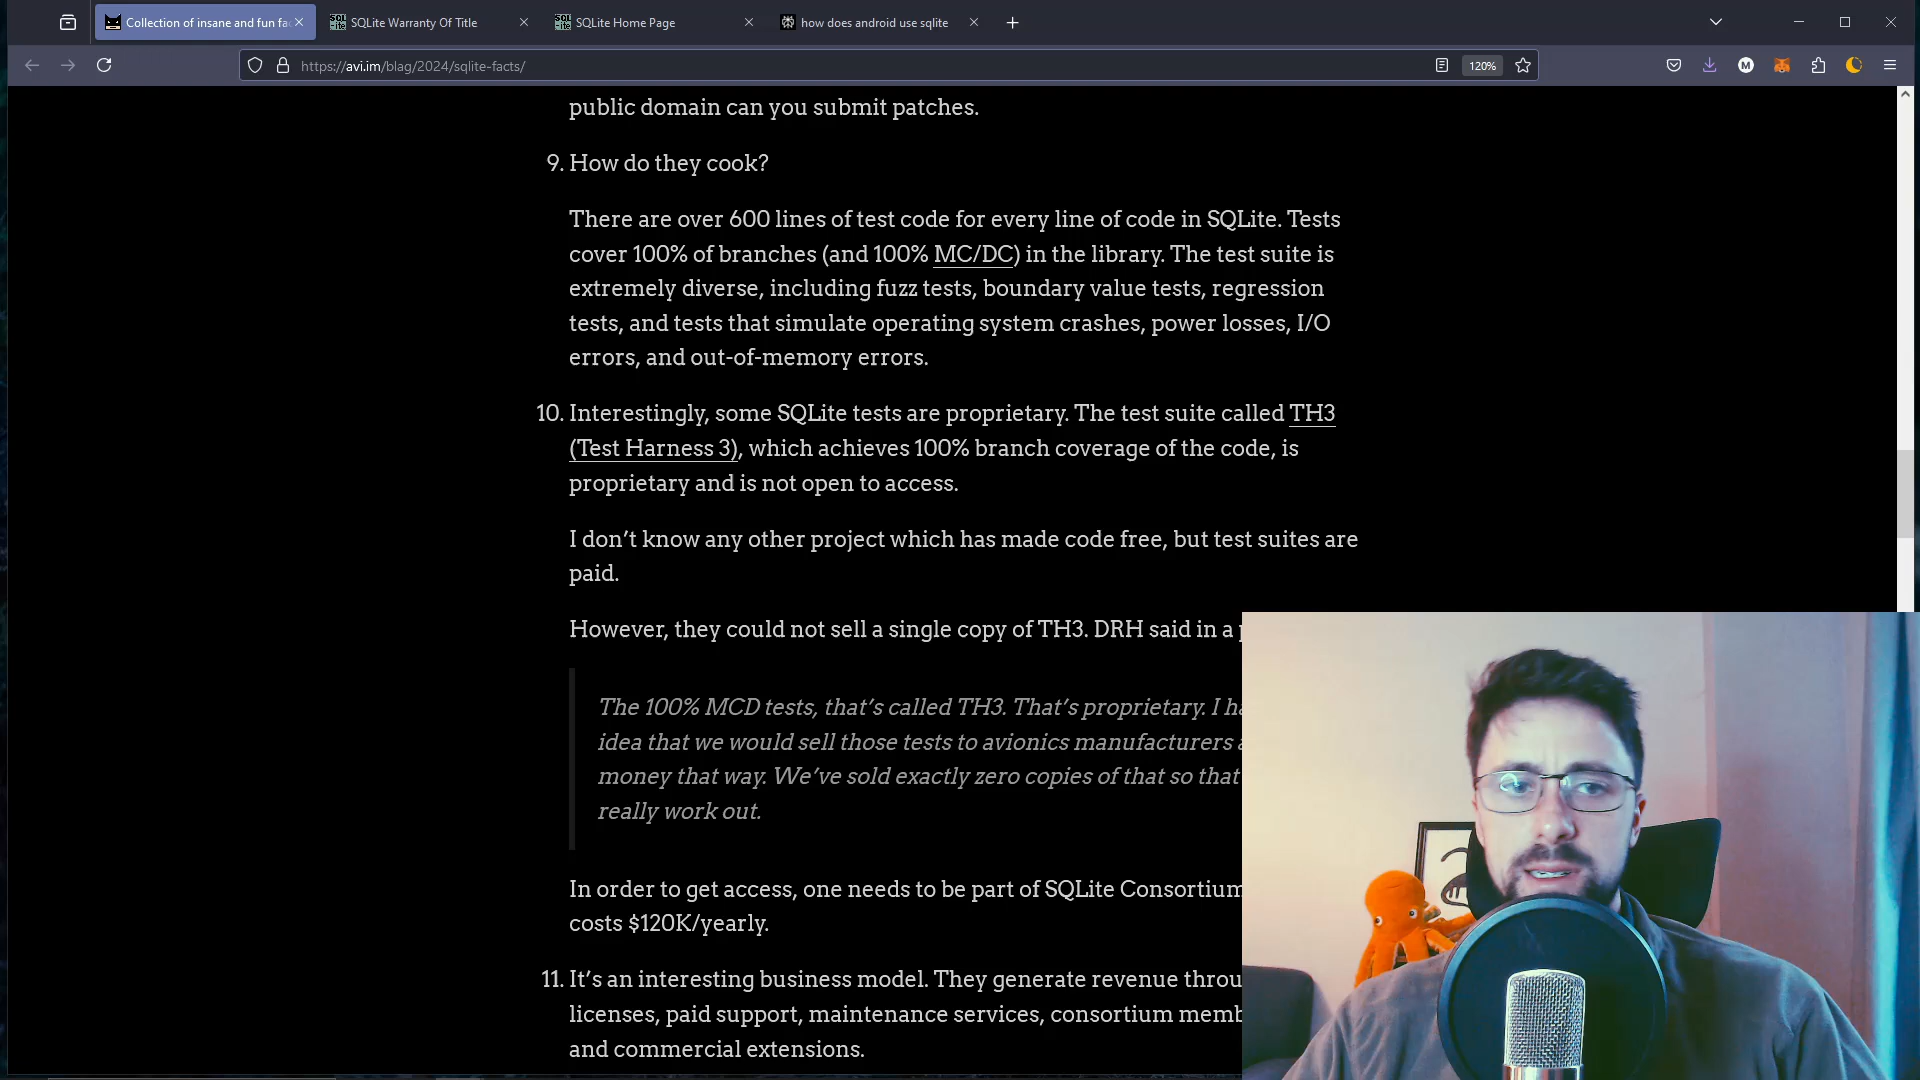 Collection of insane and fun fa
SQLite Warranty Of Title
SQLite Home Page
how does android use sqlite
https://avi.im/blag/2024/sqlite-facts/
120%
M
public domain can you submit patches.
9. How do they cook?
There are over 600 lines of test code for every line of code in SQLite. Tests
cover 100% of branches (and 100% MC/DC) in the library. The test suite is
extremely diverse, including fuzz tests, boundary value tests, regression
tests, and tests that simulate operating system crashes, power losses, I/O
errors, and out-of-memory errors.
10. Interestingly, some SQLite tests are proprietary. The test suite called TH3
(Test Harness 3), which achieves 100% branch coverage of the code, is
proprietary and is not open to access.
I don’t know any other project which has made code free, but test suites are
paid.
However, they could not sell a single copy of TH3. DRH said in a
The 100% MCD tests, that’s called TH3. That’s proprietary. I
idea that we would sell those tests to avionics manufacturers
money that way. We’ve sold exactly zero copies of that so that
really work out.
In order to get access, one needs to be part of SQLite Consortium
costs $120K/yearly.
11. It’s an interesting business model. They generate revenue
licenses, paid support, maintenance services, consortium
and commercial extensions.